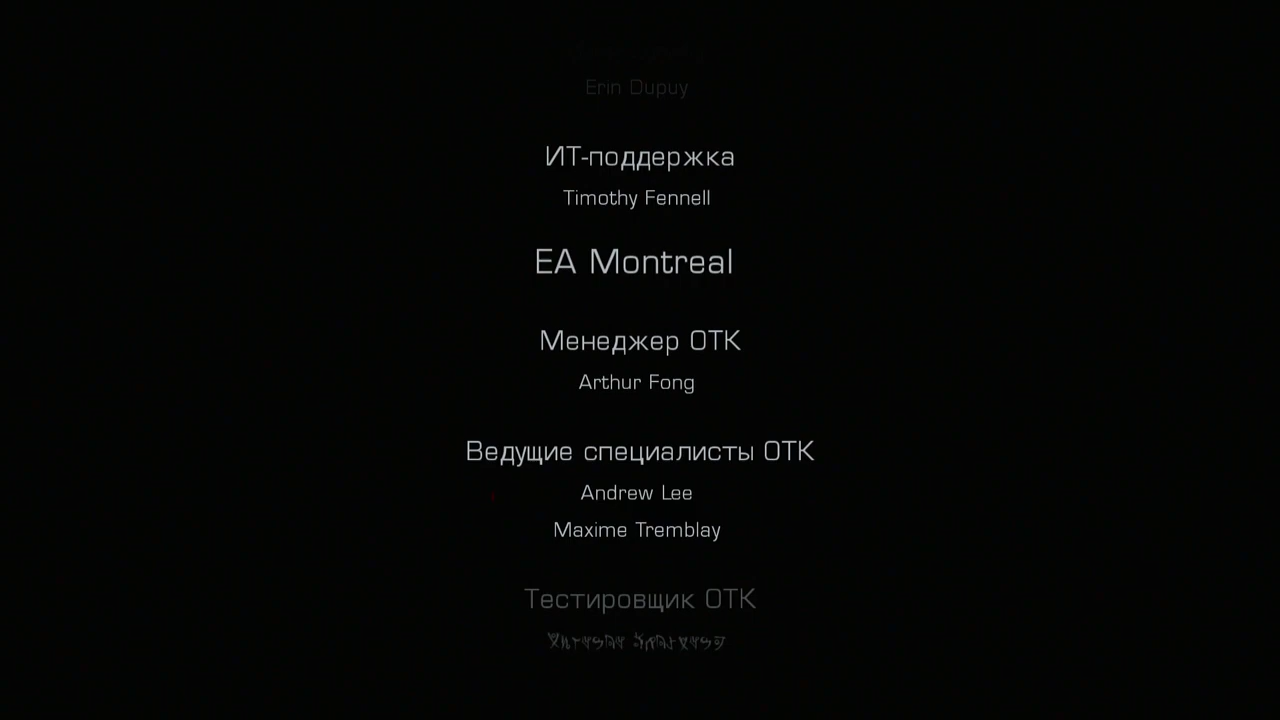 Erin Dupuy
ИТ-поддержка
Timothy Fennell
EA Montreal
Менеджер ОТК
Arthur Fong
Ведущие специалисты ОТК
Andrew Lee
Maxime Tremblay
Тестировщик ОТК